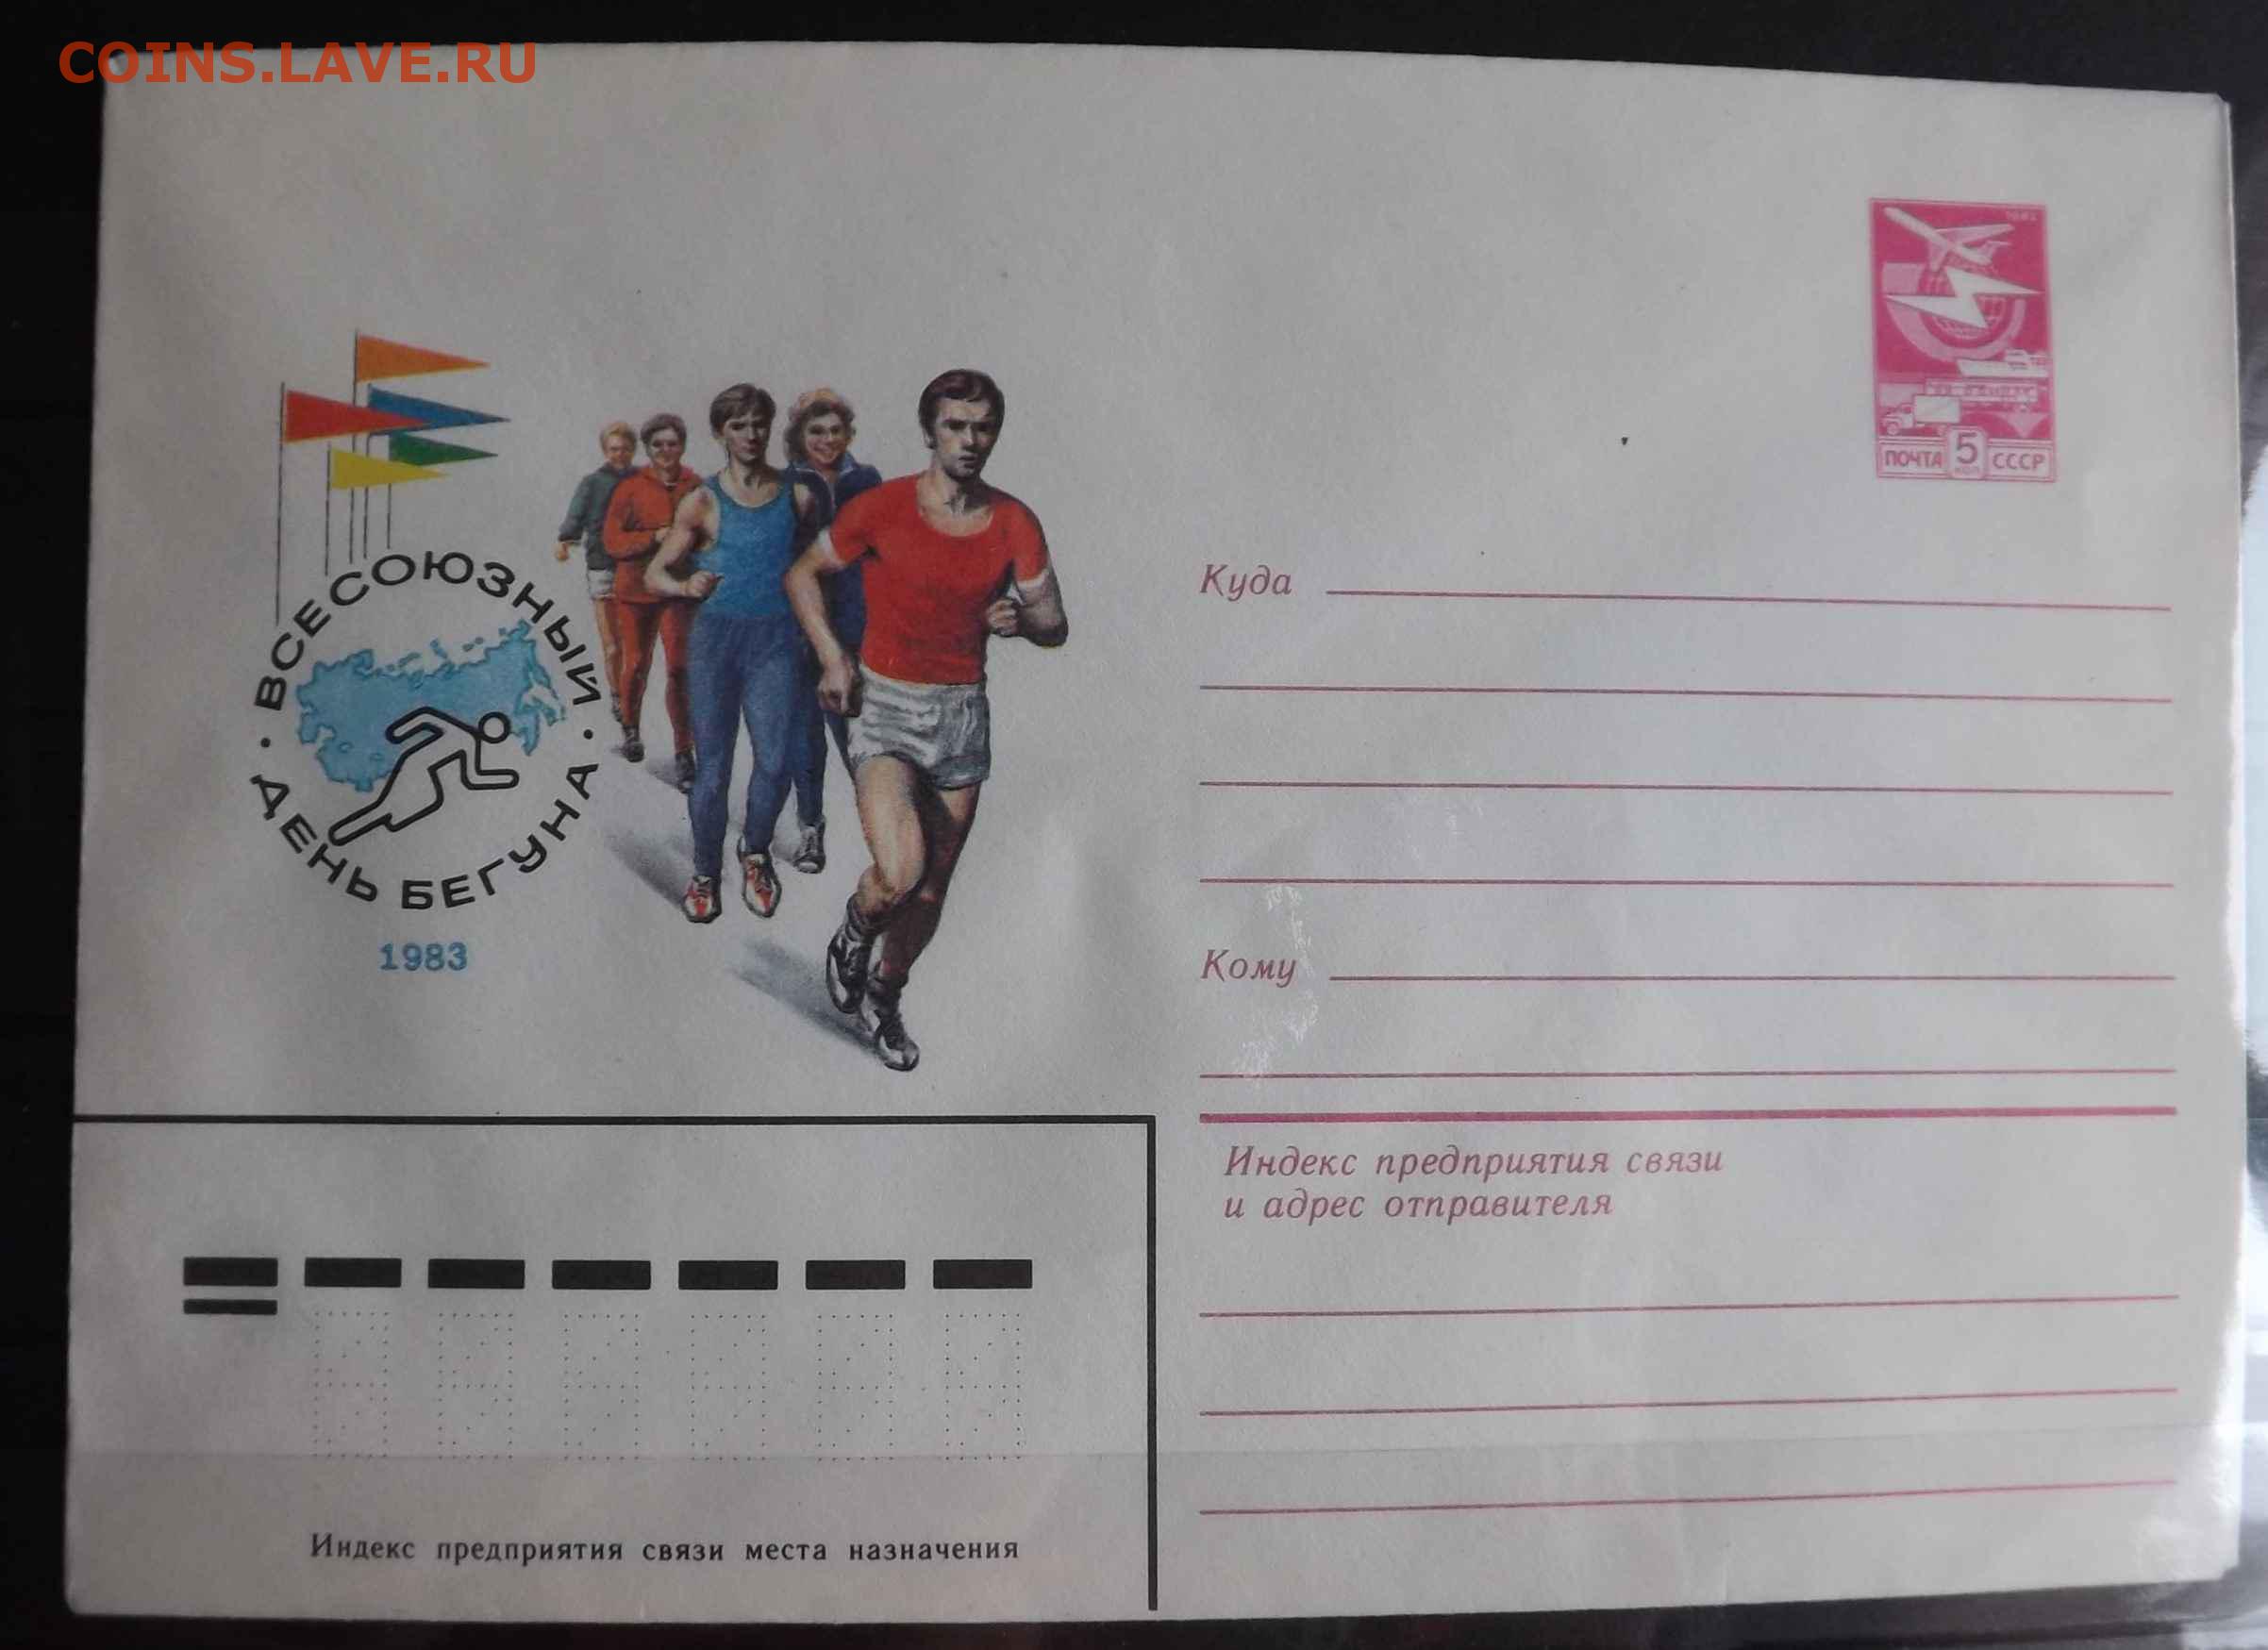 COINS.LAVE.RU
ВСЕСОЮЗНЫЙ
ДЕНЬ БЕГУНА
1983
ПОЧТА 5 СССР
Куда
Кому
Индекс предприятия связи
и адрес отправителя
Индекс предприятия связи места назначения